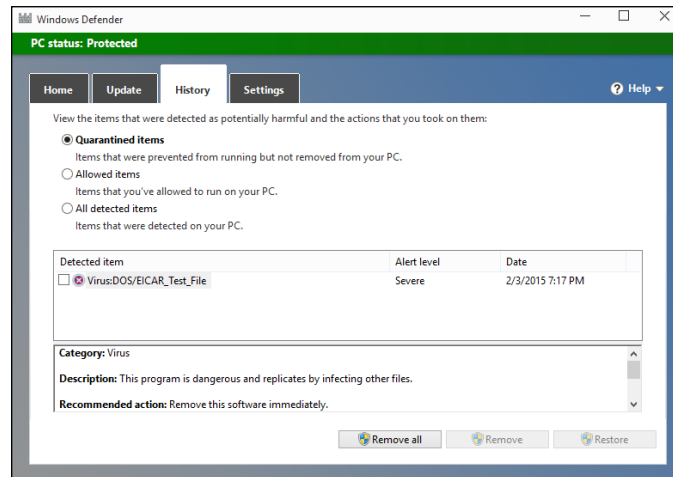 Windows Defender
PC status: Protected
Home Update History Settings Help
View the items that were detected as potentially harmful and the actions that you took on them:
Quarantined items
Items that were prevented from running but not removed from your PC.
Allowed items
Items that you've allowed to run on your PC.
All detected items
Items that were detected on your PC.
Detected item Alert level Date
Virus:DOS/EICAR_Test_File Severe 2/3/2015 7:17 PM
Category: Virus
Description: This program is dangerous and replicates by infecting other files.
Recommended action: Remove this software immediately.
Remove all Remove Restore